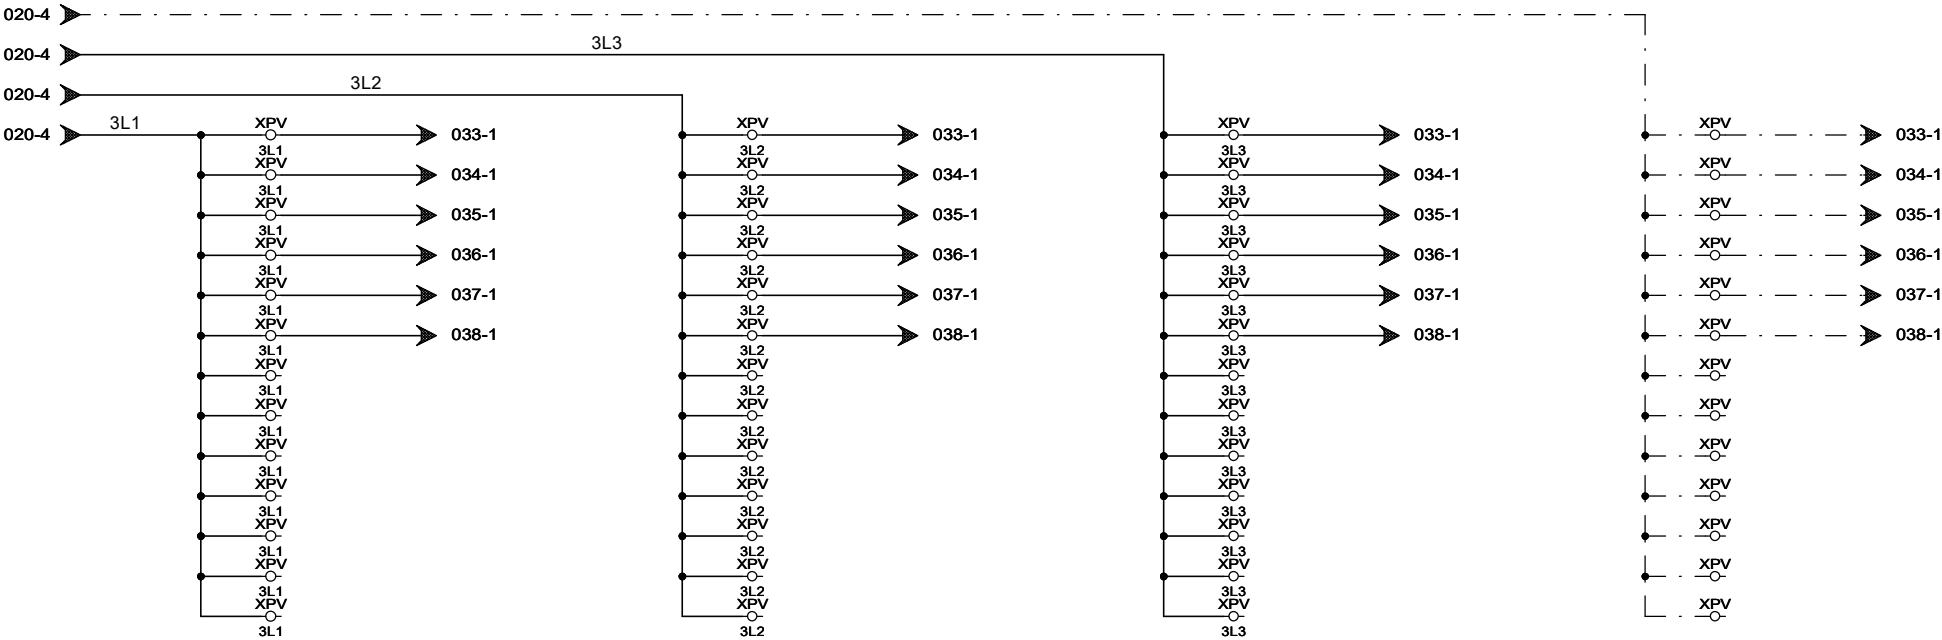 020-4
020-4 3L3
020-4 3L2
020-4 3L1
XPV XPV XPV XPV
033-1 033-1 033-1 033-1
3L1 3L2 3L3
XPV XPV XPV XPV
034-1 034-1 034-1 034-1
3L1 3L2 3L3
XPV XPV XPV XPV
035-1 035-1 035-1 035-1
3L1 3L2 3L3
XPV XPV XPV XPV
036-1 036-1 036-1 036-1
3L1 3L2 3L3
XPV XPV XPV XPV
037-1 037-1 037-1 037-1
3L1 3L2 3L3
XPV XPV XPV XPV
038-1 038-1 038-1 038-1
3L1 3L2 3L3
XPV XPV XPV XPV
3L1 3L2 3L3
XPV XPV XPV XPV
3L1 3L2 3L3
XPV XPV XPV XPV
3L1 3L2 3L3
XPV XPV XPV XPV
3L1 3L2 3L3
XPV XPV XPV XPV
3L1 3L2 3L3
XPV XPV XPV XPV
3L1 3L2 3L3
XPV XPV XPV XPV
3L1 3L2 3L3